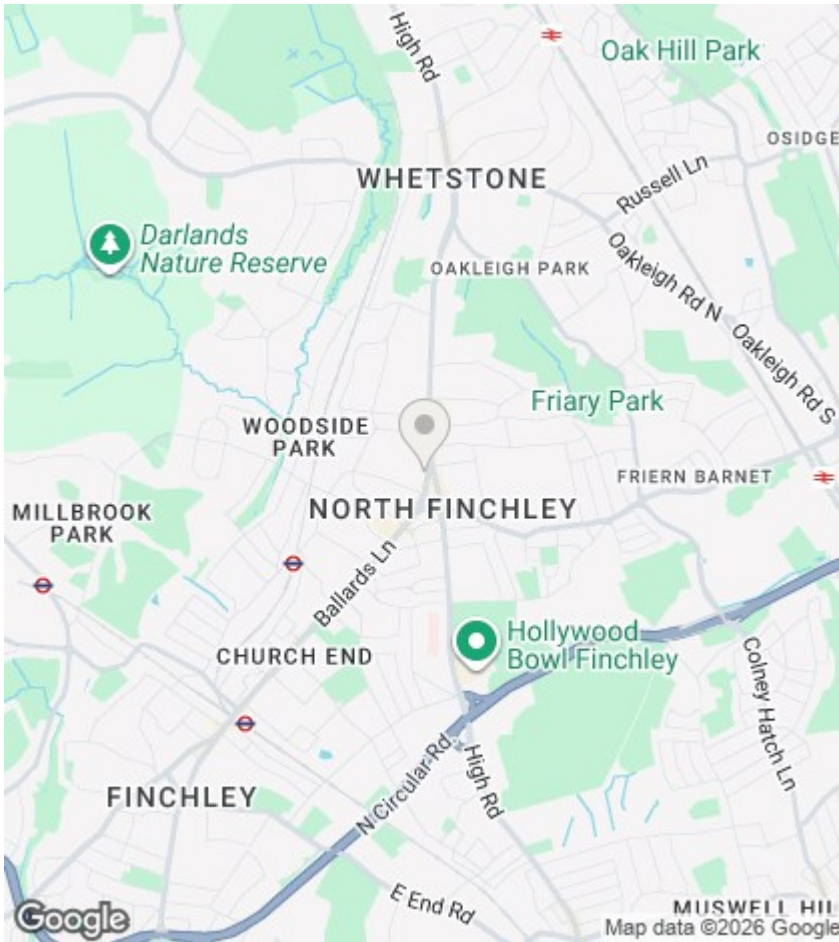 High Rd
Oak Hill Park
OSIDGE
Russell Ln
WHETSTONE
Darlands
Nature Reserve
OAKLEIGH PARK
Oakleigh Rd N
Oakleigh Rd S
Friary Park
WOODSIDE
PARK
FRIERN BARNET
NORTH FINCHLEY
MILLBROOK
PARK
Ballards Ln
Hollywood
Bowl Finchley
CHURCH END
Colney Hatch Ln
N Circular Rd
High Rd
FINCHLEY
E End Rd
MUSWELL HIL
Google
Map data ©2026 Google